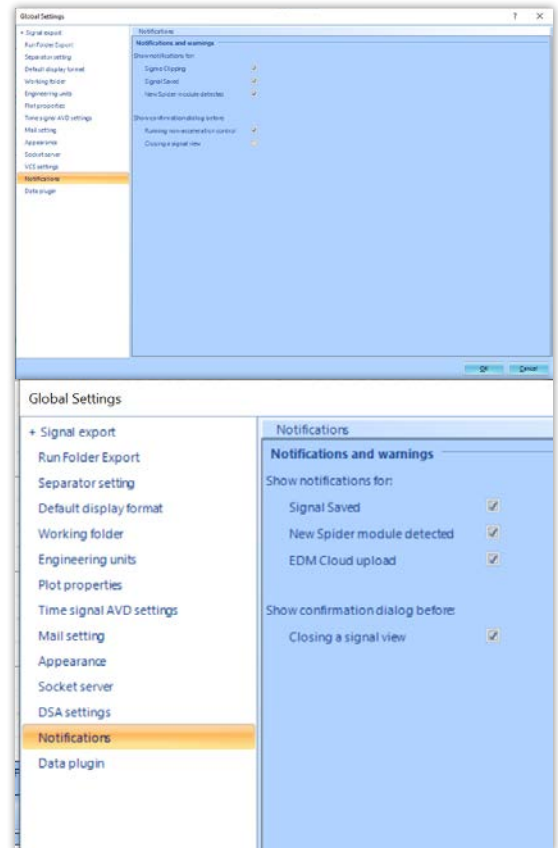 Global Settings
? X
+ Signal export
Notifications
Run Folder Export
Notifications and warnings
Separator setting
Show notifications for:
Default display format
Sigma Clipping
Working folder
Signal Saved
Engineering units
New Spider module detected
Plot properties
Time signal AVD settings
Show confirmation dialog before:
Mail setting
Running non-acceleration control
Appearance
Closing a signal view
Socket server
VCS settings
Notifications
Data plugin
OK
Cancel
Global Settings
+ Signal export
Notifications
Run Folder Export
Notifications and warnings
Separator setting
Show notifications for:
Default display format
Signal Saved
Working folder
New Spider module detected
Engineering units
EDM Cloud upload
Plot properties
Time signal AVD settings
Show confirmation dialog before:
Mail setting
Closing a signal view
Appearance
Socket server
DSA settings
Notifications
Data plugin